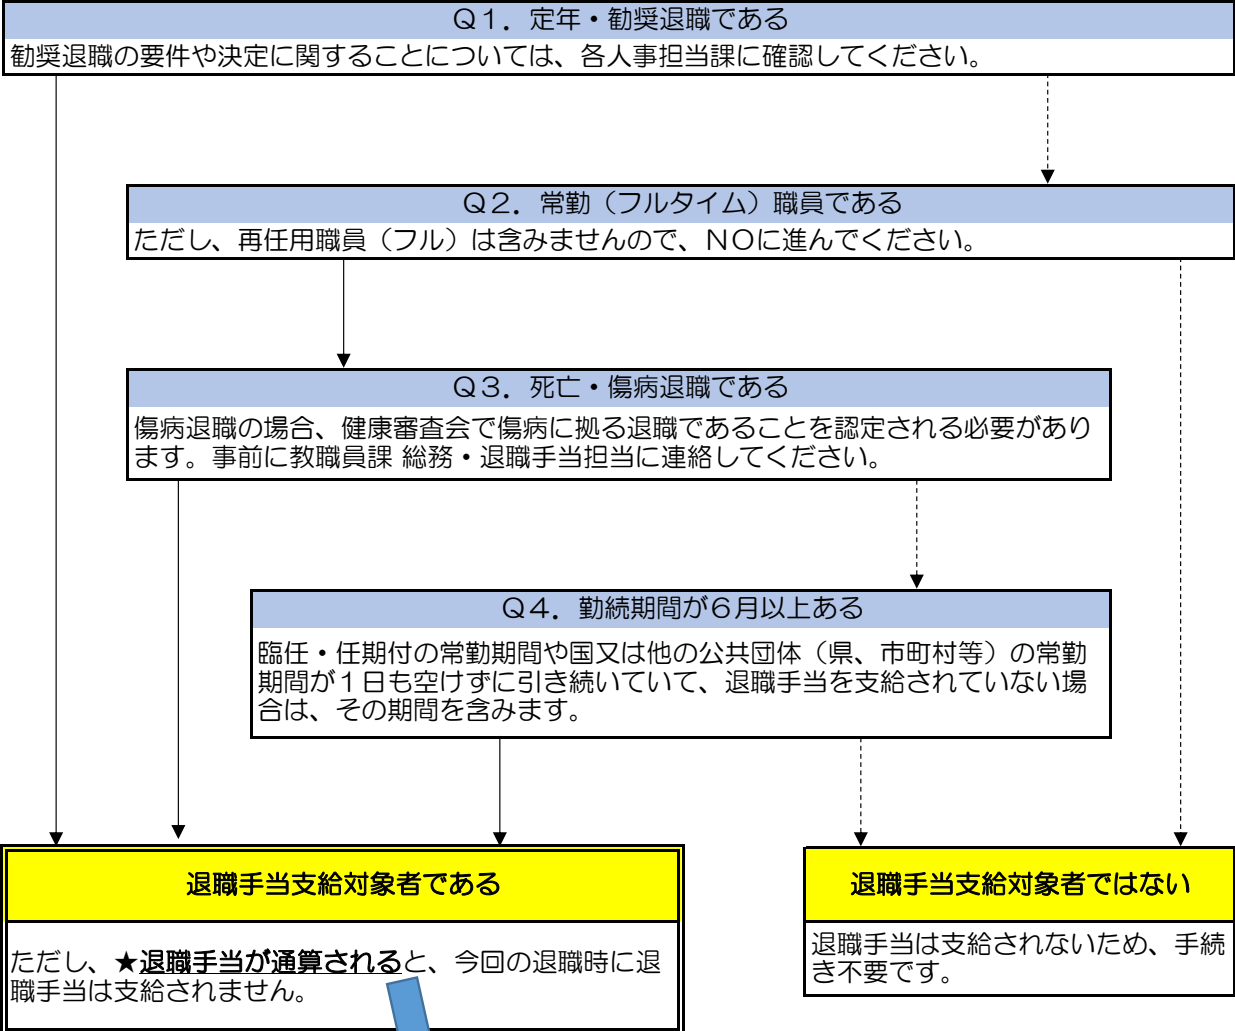 Ｑ１．定年・勧奨退職である
勧奨退職の要件や決定に関することについては、各人事担当課に確認してください。
Ｑ２．常勤（フルタイム）職員である
ただし、再任用職員（フル）は含みませんので、ＮＯに進んでください。
Ｑ３．死亡・傷病退職である
傷病退職の場合、健康審査会で傷病に拠る退職であることを認定される必要があり
ます。事前に教職員課 総務・退職手当担当に連絡してください。
Ｑ４．勤続期間が６月以上ある
臨任・任期付の常勤期間や国又は他の公共団体（県、市町村等）の常勤
期間が１日も空けずに引き続いていて、退職手当を支給されていない場
合は、その期間を含みます。
退職手当支給対象者である
ただし、★退職手当が通算されると、今回の退職時に退
職手当は支給されません。
退職手当支給対象者ではない
退職手当は支給されないため、手続
き不要です。